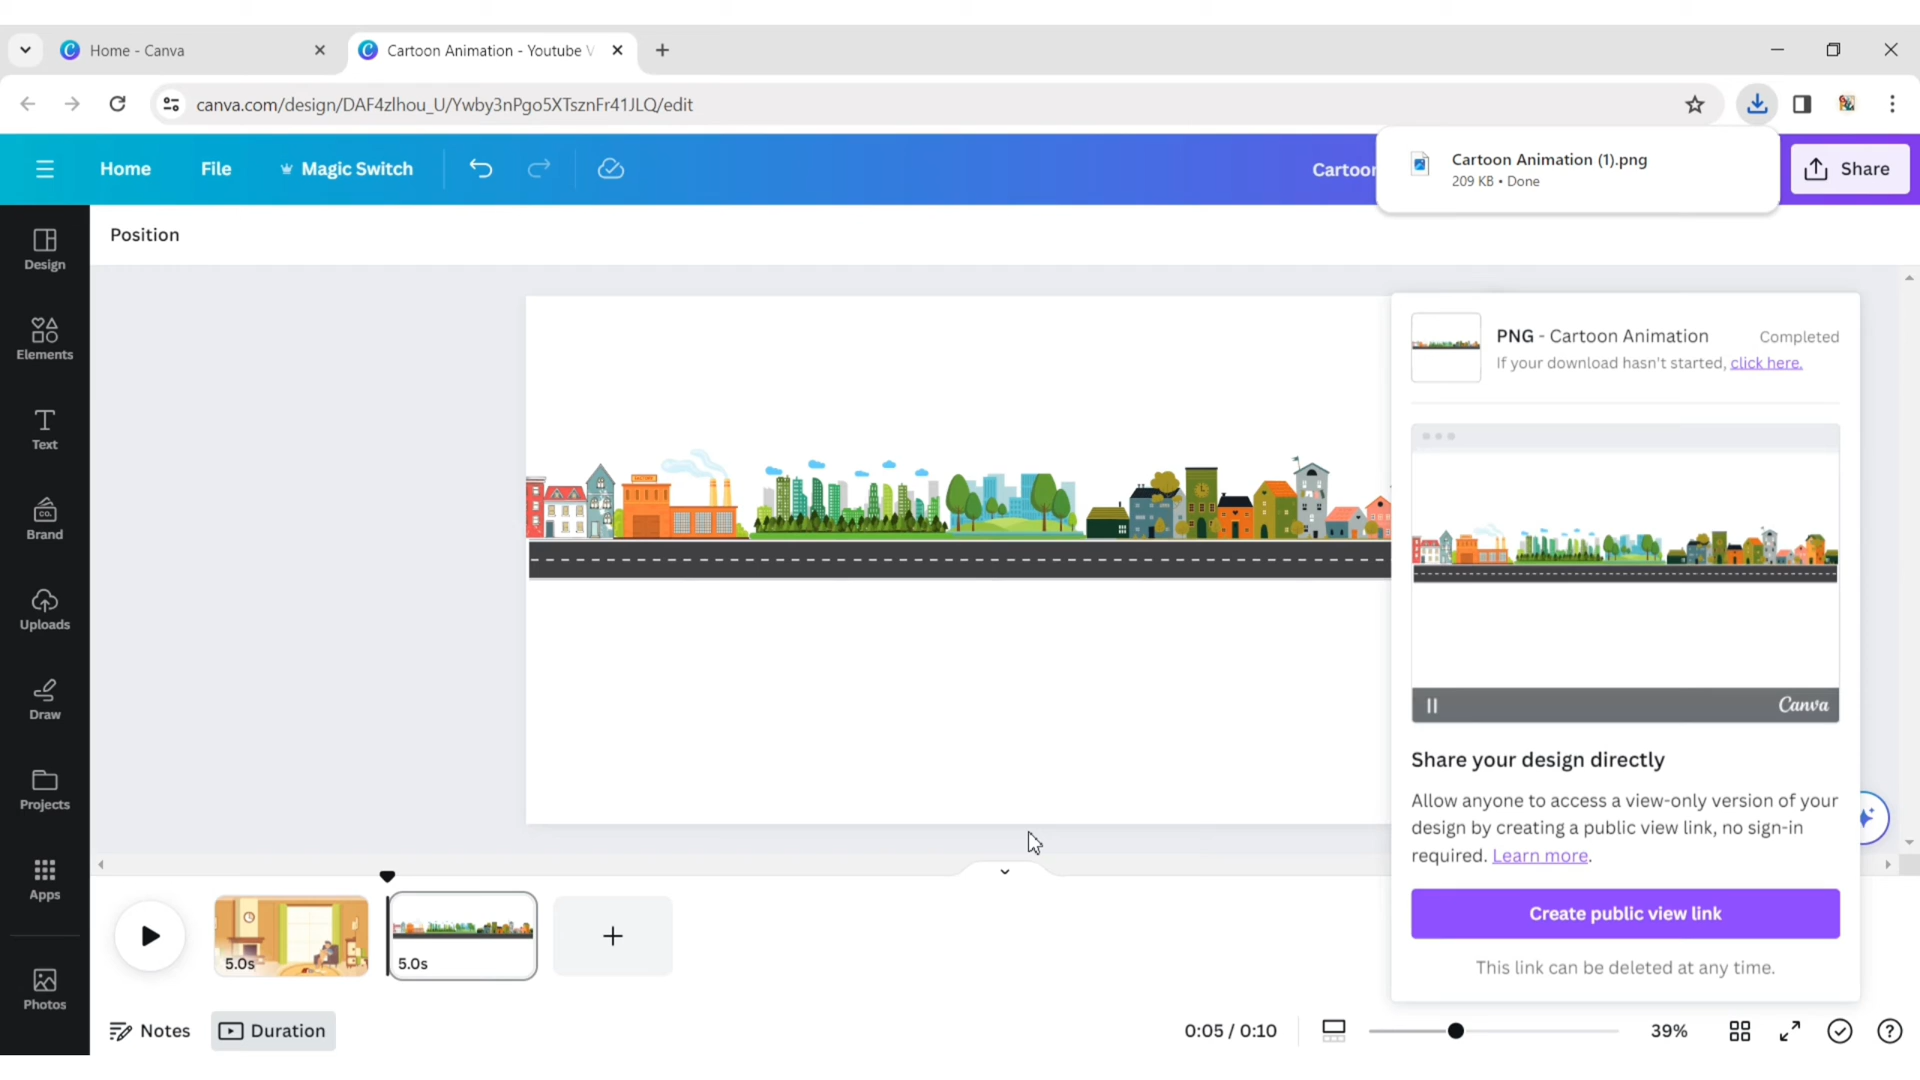 Home - Canva
Cartoon Animation - Youtube V
canva.com/design/DAF4zlhou_U/Ywby3nPgo5XTsznFr41JLQ/edit
Home
File
Magic Switch
Cartoon
Cartoon Animation (1).png
209 KB • Done
Share
Design
Elements
Text
CO.
Brand
Uploads
Draw
Projects
Apps
Photos
Position
PNG - Cartoon Animation
Completed
If your download hasn't started, click here.
Canva
Share your design directly
Allow anyone to access a view-only version of your
design by creating a public view link, no sign-in
required. Learn more.
Create public view link
This link can be deleted at any time.
5.0s
5.0s
Notes
Duration
0:05 / 0:10
39%